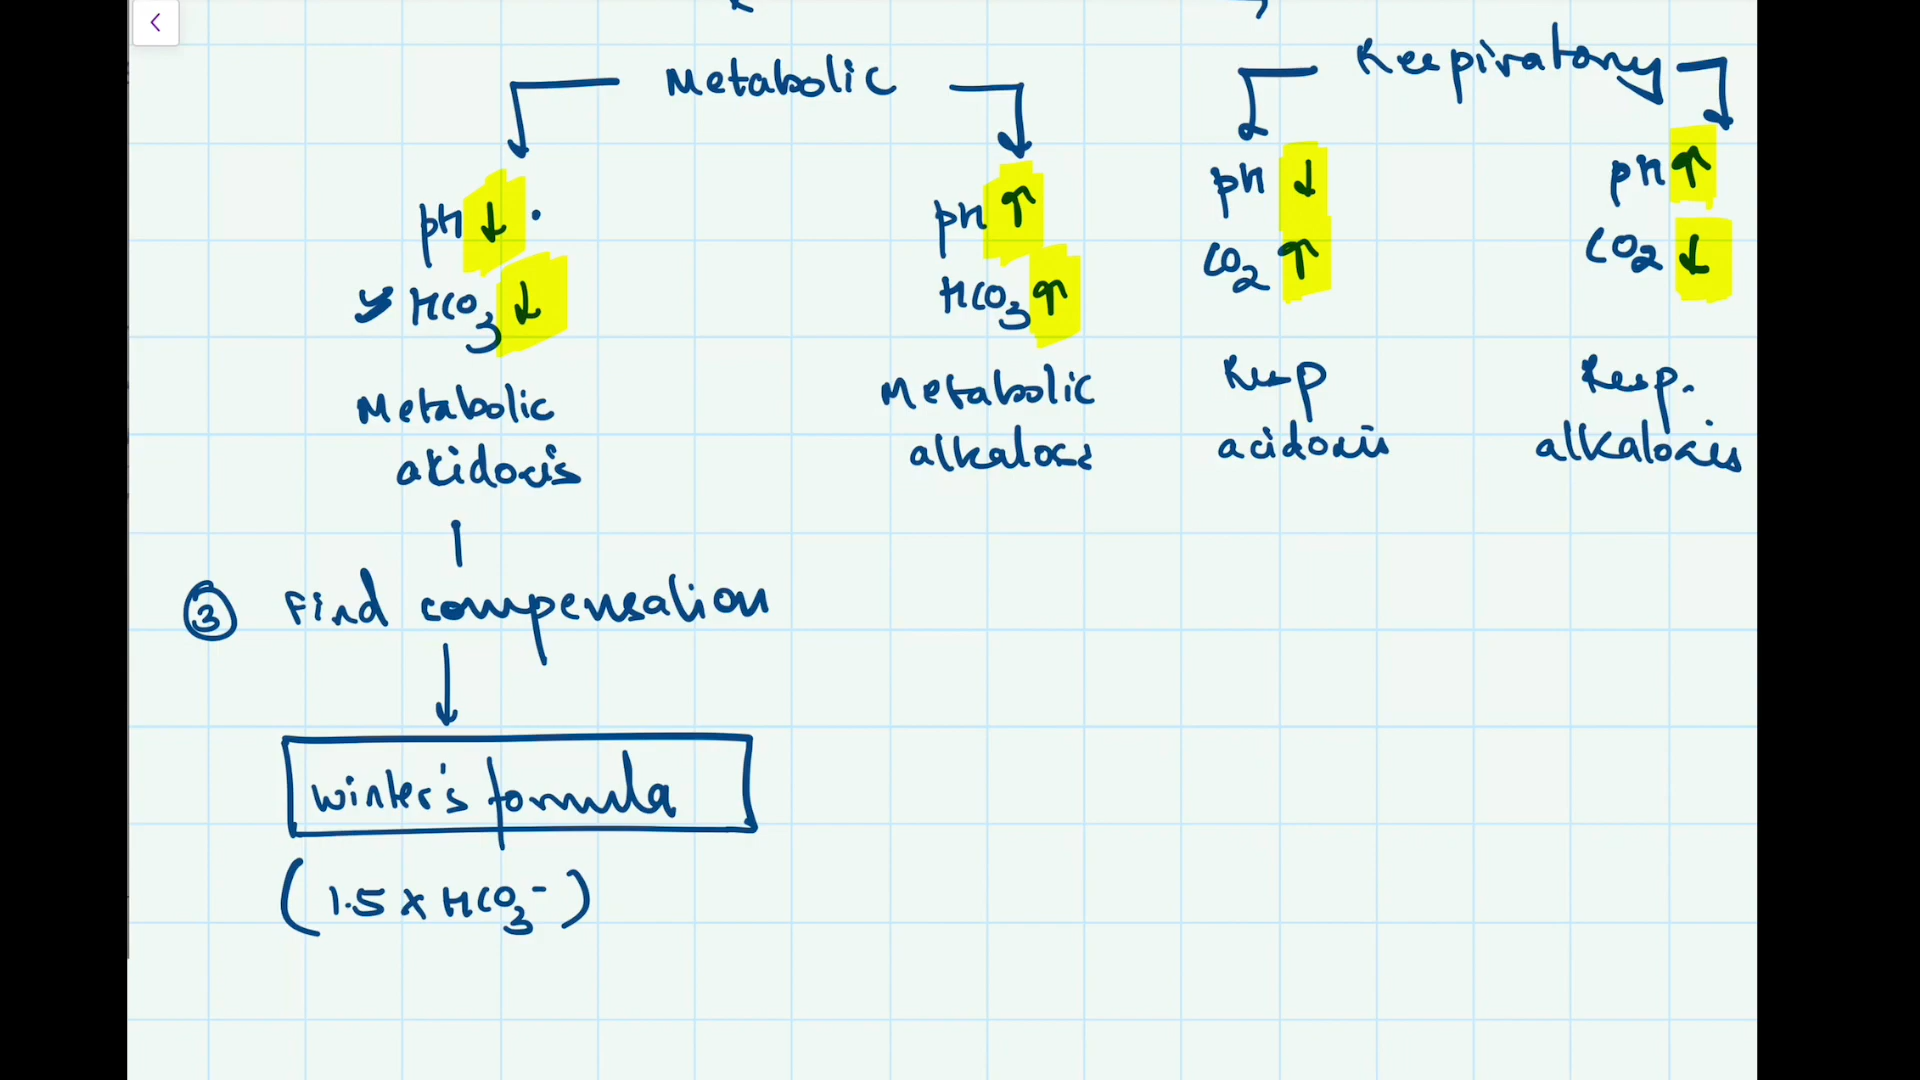 Metabolic
Respiratory
pH ↓ .
HCO3 ↓
Metabolic
acidosis
pH ↑
HCO3 ↑
Metabolic
alkalosis
pH ↓
CO2 ↑
Resp
acidosis
pH ↑
CO2 ↓
Resp.
alkalosis
③ Find compensation
Winter's formula
(1.5 x HCO3⁻)